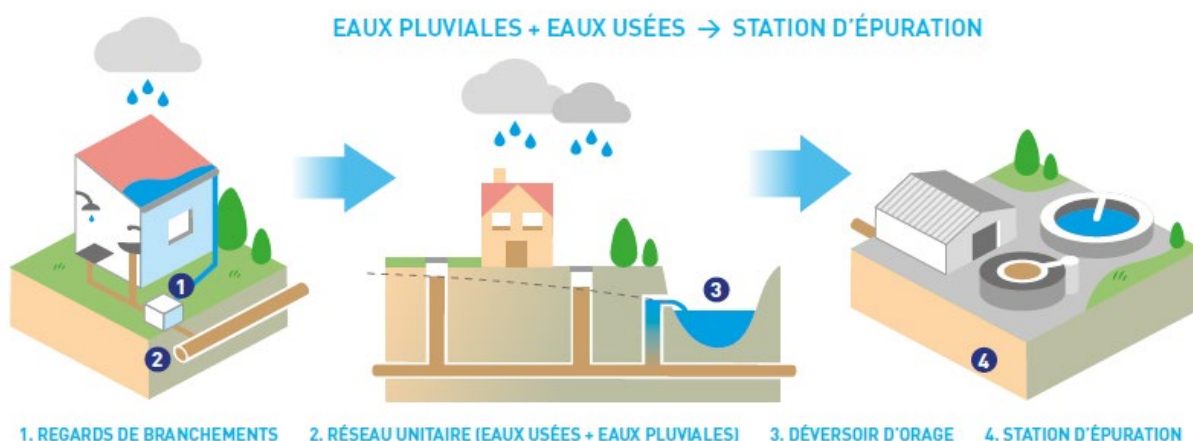 EAUX PLUVIALES + EAUX USÉES → STATION D'ÉPURATION
1
2
3
4
1. REGARDS DE BRANCHEMENTS 2. RÉSEAU UNITAIRE (EAUX USÉES + EAUX PLUVIALES) 3. DÉVERSOIR D'ORAGE 4. STATION D'ÉPURATION